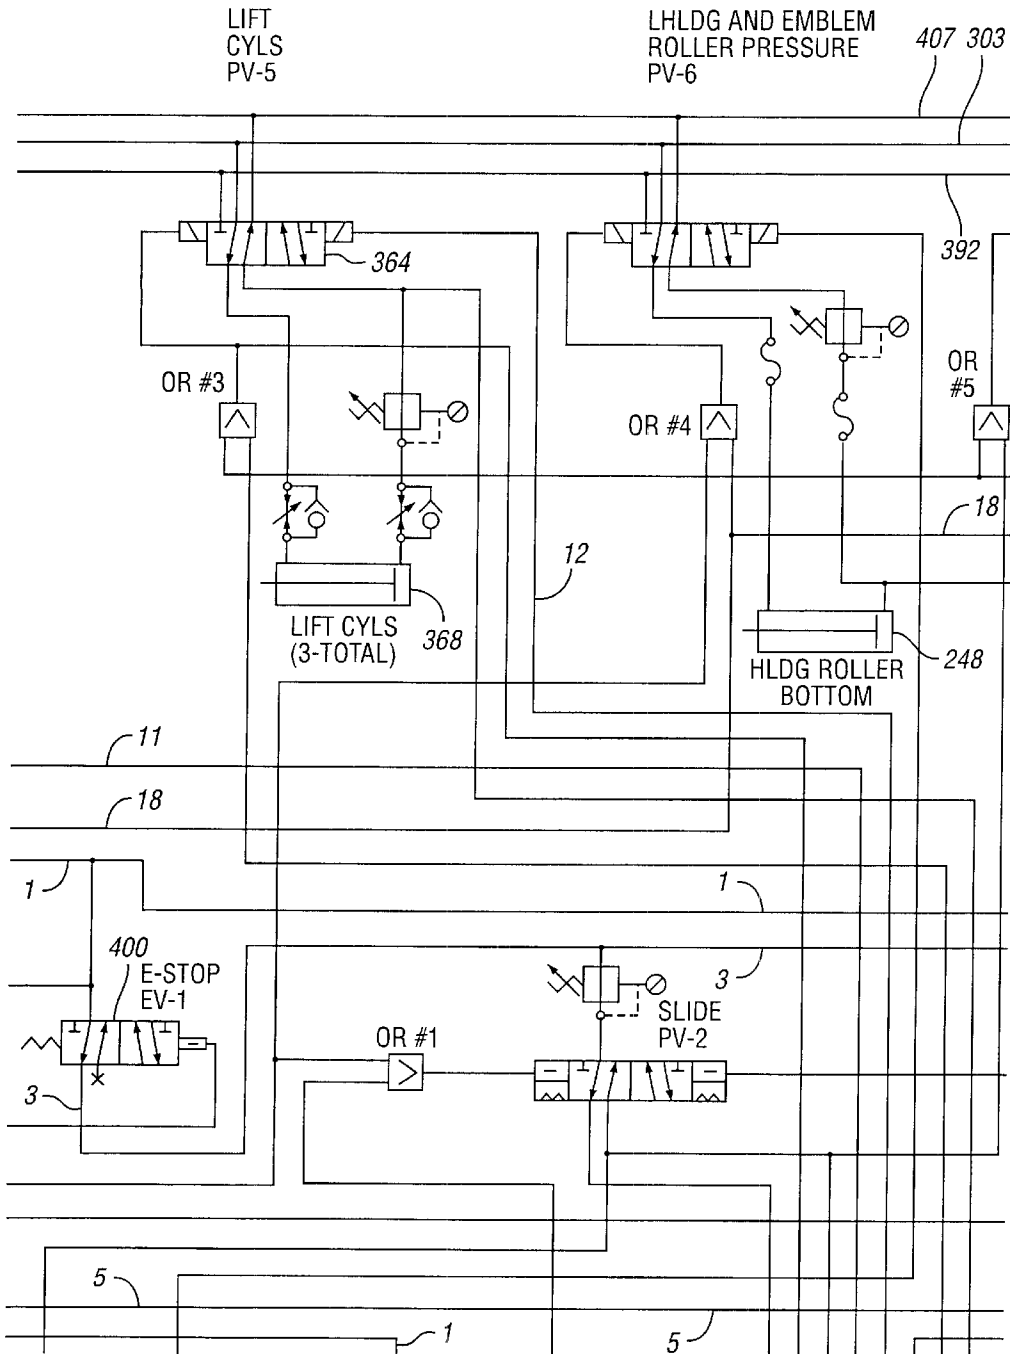 LIFT
CYLS
PV-5
LHLDG AND EMBLEM
ROLLER PRESSURE
PV-6
407 303
364
392
OR #3
OR #4
OR
#5
18
12
LIFT CYLS
(3-TOTAL)
368
248
HLDG ROLLER
BOTTOM
11
18
1
1
400
E-STOP
EV-1
3
SLIDE
PV-2
OR #1
3
5
5
1